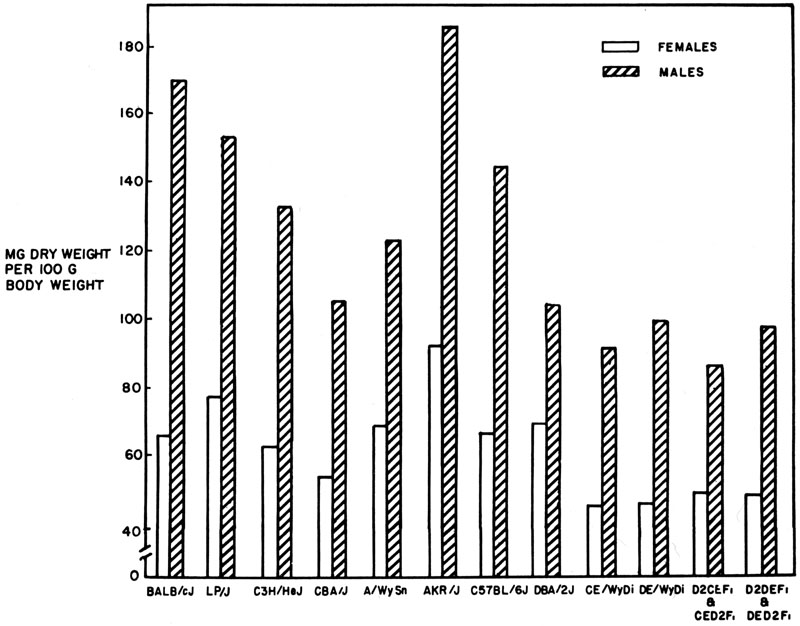 180
160
140
120
100
80
60
40
0
MG DRY WEIGHT
PER 100 G
BODY WEIGHT
FEMALES
MALES
BALB/cJ LP/J C3H/HeJ CBA/J A/WySn AKR/J C57BL/6J DBA/2J CE/WyDi DE/WyDi D2CEF₁ D2DEF₁
& &
CED2F₁ DED2F₁